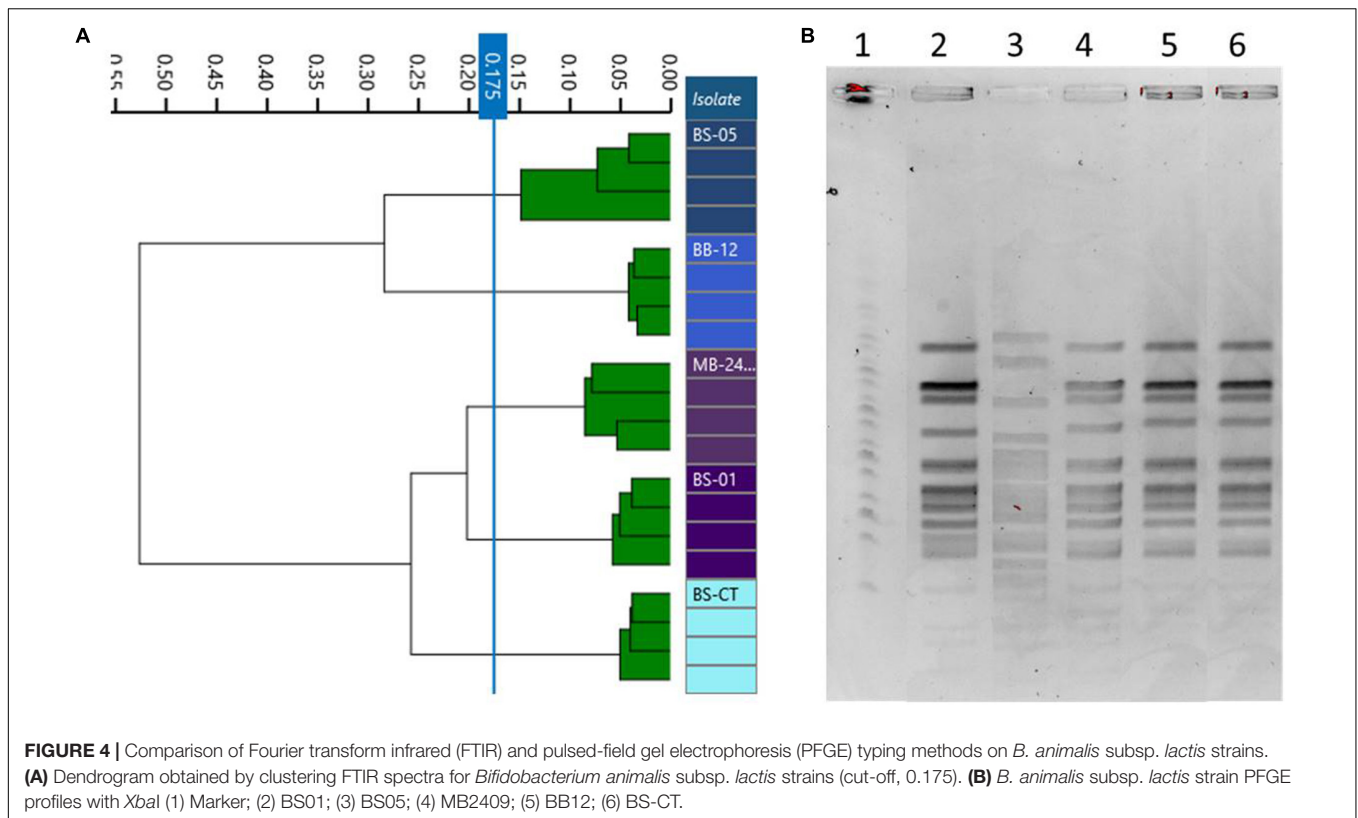 A
0.55 0.50 0.45 0.40 0.35 0.30 0.25 0.20 0.175 0.15 0.10 0.05 0.00
Isolate
BS-05
BB-12
MB-24...
BS-01
BS-CT
B
1 2 3 4 5 6
FIGURE 4 | Comparison of Fourier transform infrared (FTIR) and pulsed-field gel electrophoresis (PFGE) typing methods on B. animalis subsp. lactis strains.
(A) Dendrogram obtained by clustering FTIR spectra for Bifidobacterium animalis subsp. lactis strains (cut-off, 0.175). (B) B. animalis subsp. lactis strain PFGE
profiles with XbaI (1) Marker; (2) BS01; (3) BS05; (4) MB2409; (5) BB12; (6) BS-CT.